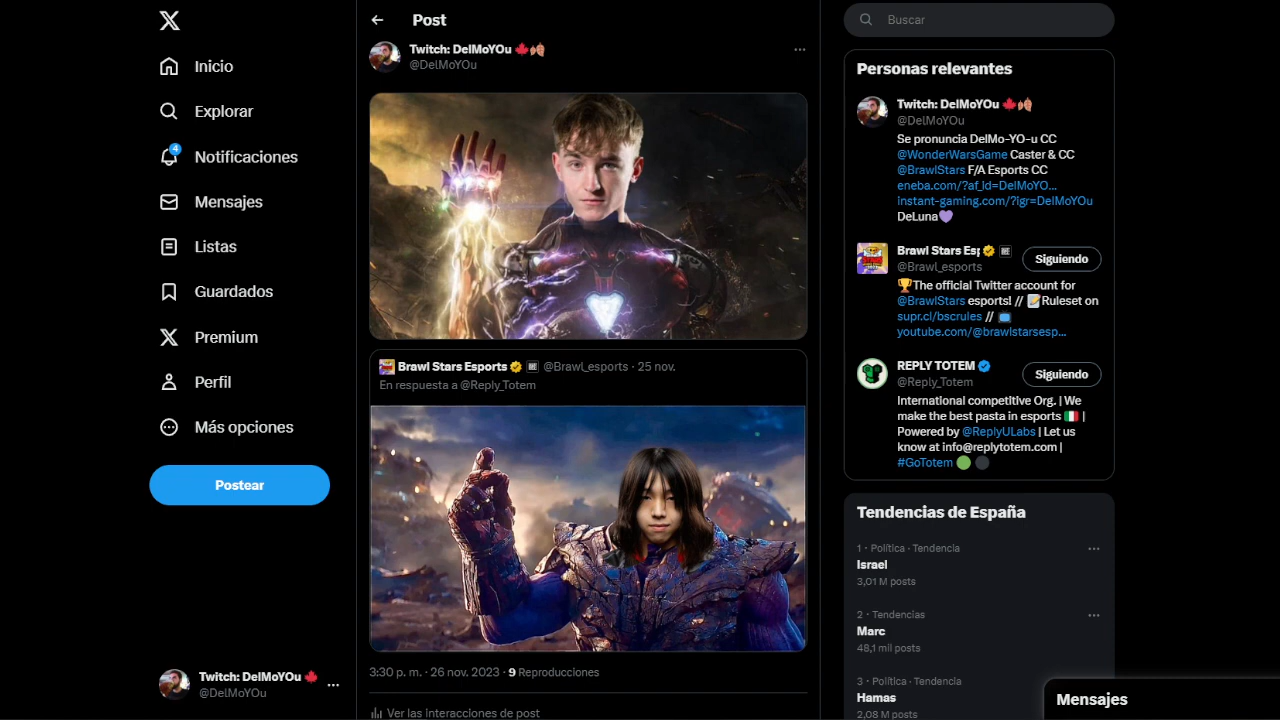 Inicio
Explorar
4
Notificaciones
Mensajes
Listas
Guardados
Premium
Perfil
Más opciones
Postear
Twitch: DelMoYOu
@DelMoYOu
Post
Twitch: DelMoYOu
@DelMoYOu
Brawl Stars Esports @Brawl_esports · 25 nov.
En respuesta a @Reply_Totem
3:30 p. m. · 26 nov. 2023 · 9 Reproducciones
Ver las interacciones de post
Buscar
Personas relevantes
Twitch: DelMoYOu
@DelMoYOu
Se pronuncia DelMo-YO-u CC
@WonderWarsGame Caster & CC
@BrawlStars F/A Esports CC
eneba.com/?af_id=DelMoYO...
instant-gaming.com/?igr=DelMoYOu
DeLuna
Brawl Stars Esp
@Brawl_esports
Siguiendo
The official Twitter account for
@BrawlStars esports! // Ruleset on
supr.cl/bscrules //
youtube.com/@brawlstarsesp...
REPLY TOTEM
@Reply_Totem
Siguiendo
International competitive Org. | We
make the best pasta in esports |
Powered by @ReplyULabs | Let us
know at info@replytotem.com |
#GoTotem
Tendencias de España
1 · Política · Tendencia
Israel
3,01 M posts
2 · Tendencias
Marc
48,1 mil posts
3 · Política · Tendencia
Hamas
2,08 M posts
Mensajes